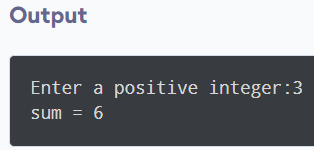 Output
Enter a positive integer:3
sum = 6